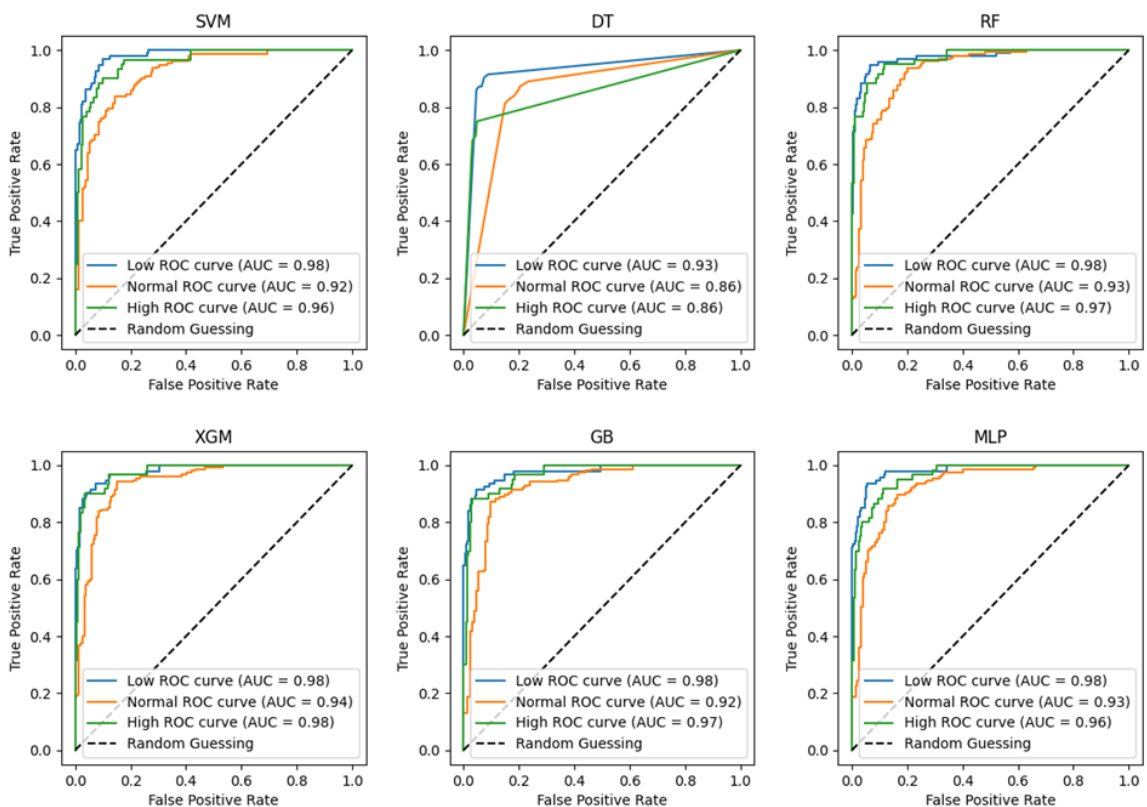 SVM
1.0
0.8
0.6
0.4
0.2
0.0
True Positive Rate
Low ROC curve (AUC = 0.98)
Normal ROC curve (AUC = 0.92)
High ROC curve (AUC = 0.96)
Random Guessing
0.0 0.2 0.4 0.6 0.8 1.0
False Positive Rate
DT
1.0
0.8
0.6
0.4
0.2
0.0
True Positive Rate
Low ROC curve (AUC = 0.93)
Normal ROC curve (AUC = 0.86)
High ROC curve (AUC = 0.86)
Random Guessing
0.0 0.2 0.4 0.6 0.8 1.0
False Positive Rate
RF
1.0
0.8
0.6
0.4
0.2
0.0
True Positive Rate
Low ROC curve (AUC = 0.98)
Normal ROC curve (AUC = 0.93)
High ROC curve (AUC = 0.97)
Random Guessing
0.0 0.2 0.4 0.6 0.8 1.0
False Positive Rate
XGM
1.0
0.8
0.6
0.4
0.2
0.0
True Positive Rate
Low ROC curve (AUC = 0.98)
Normal ROC curve (AUC = 0.94)
High ROC curve (AUC = 0.98)
Random Guessing
0.0 0.2 0.4 0.6 0.8 1.0
False Positive Rate
GB
1.0
0.8
0.6
0.4
0.2
0.0
True Positive Rate
Low ROC curve (AUC = 0.98)
Normal ROC curve (AUC = 0.92)
High ROC curve (AUC = 0.97)
Random Guessing
0.0 0.2 0.4 0.6 0.8 1.0
False Positive Rate
MLP
1.0
0.8
0.6
0.4
0.2
0.0
True Positive Rate
Low ROC curve (AUC = 0.98)
Normal ROC curve (AUC = 0.93)
High ROC curve (AUC = 0.96)
Random Guessing
0.0 0.2 0.4 0.6 0.8 1.0
False Positive Rate